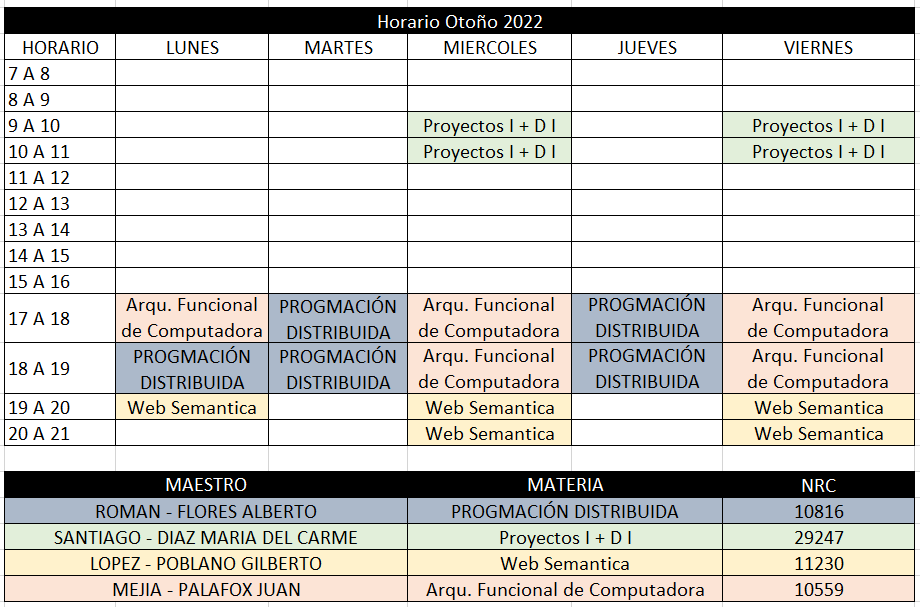 Horario Otoño 2022
HORARIO LUNES MARTES MIERCOLES JUEVES VIERNES
7 A 8
8 A 9
9 A 10 Proyectos I + D I Proyectos I + D I
10 A 11 Proyectos I + D I Proyectos I + D I
11 A 12
12 A 13
13 A 14
14 A 15
15 A 16
17 A 18 Arqu. Funcional de Computadora PROGMACIÓN DISTRIBUIDA Arqu. Funcional de Computadora PROGMACIÓN DISTRIBUIDA Arqu. Funcional de Computadora
18 A 19 PROGMACIÓN DISTRIBUIDA PROGMACIÓN DISTRIBUIDA Arqu. Funcional de Computadora PROGMACIÓN DISTRIBUIDA Arqu. Funcional de Computadora
19 A 20 Web Semantica Web Semantica Web Semantica
20 A 21 Web Semantica Web Semantica
MAESTRO MATERIA NRC
ROMAN - FLORES ALBERTO PROGMACIÓN DISTRIBUIDA 10816
SANTIAGO - DIAZ MARIA DEL CARME Proyectos I + D I 29247
LOPEZ - POBLANO GILBERTO Web Semantica 11230
MEJIA - PALAFOX JUAN Arqu. Funcional de Computadora 10559